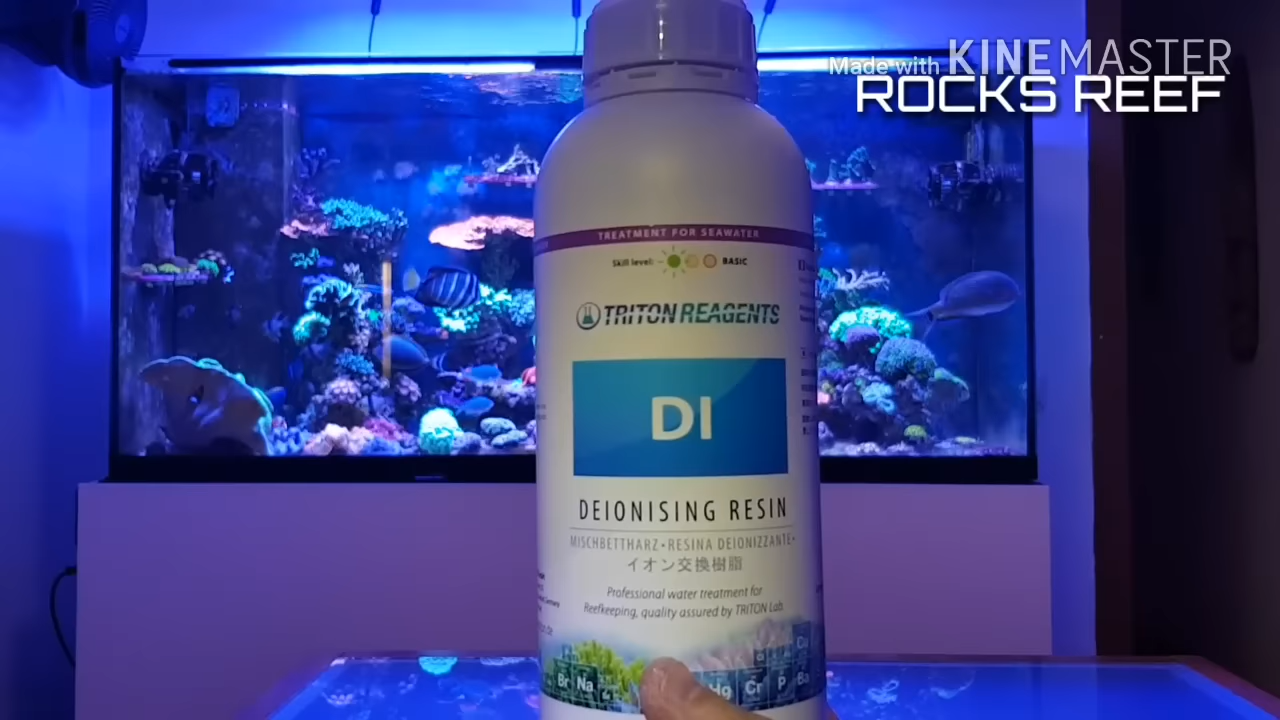 Made with KINEMASTER
ROCKS REEF
TREATMENT FOR SEAWATER
Skill level: BASIC
TRITON REAGENTS
DI
DEIONISING RESIN
MISCHBETTHARZ • RESINA DEIONIZZANTE •
イオン交換樹脂
Professional water treatment for
Reefkeeping, quality assured by TRITON Lab.
Cu
Br Na Hg Cr P Ba